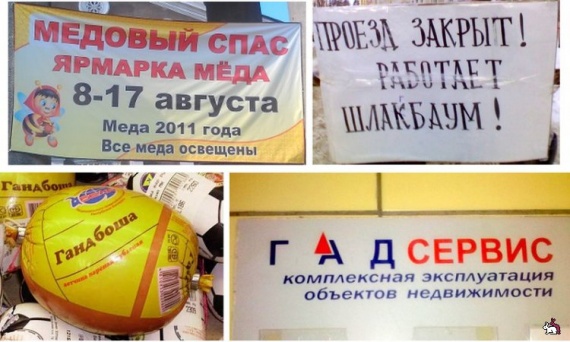 МЕДОВЫЙ СПАС
ЯРМАРКА МЁДА
8-17 августа
Меда 2011 года
Все меда освещены
ПРОЕЗД ЗАКРЫТ!
РАБОТАЕТ
ШЛАКБАУМ!
Гандбоша
Гандбоша
ГАД СЕРВИС
комплексная эксплуатация
объектов недвижимости